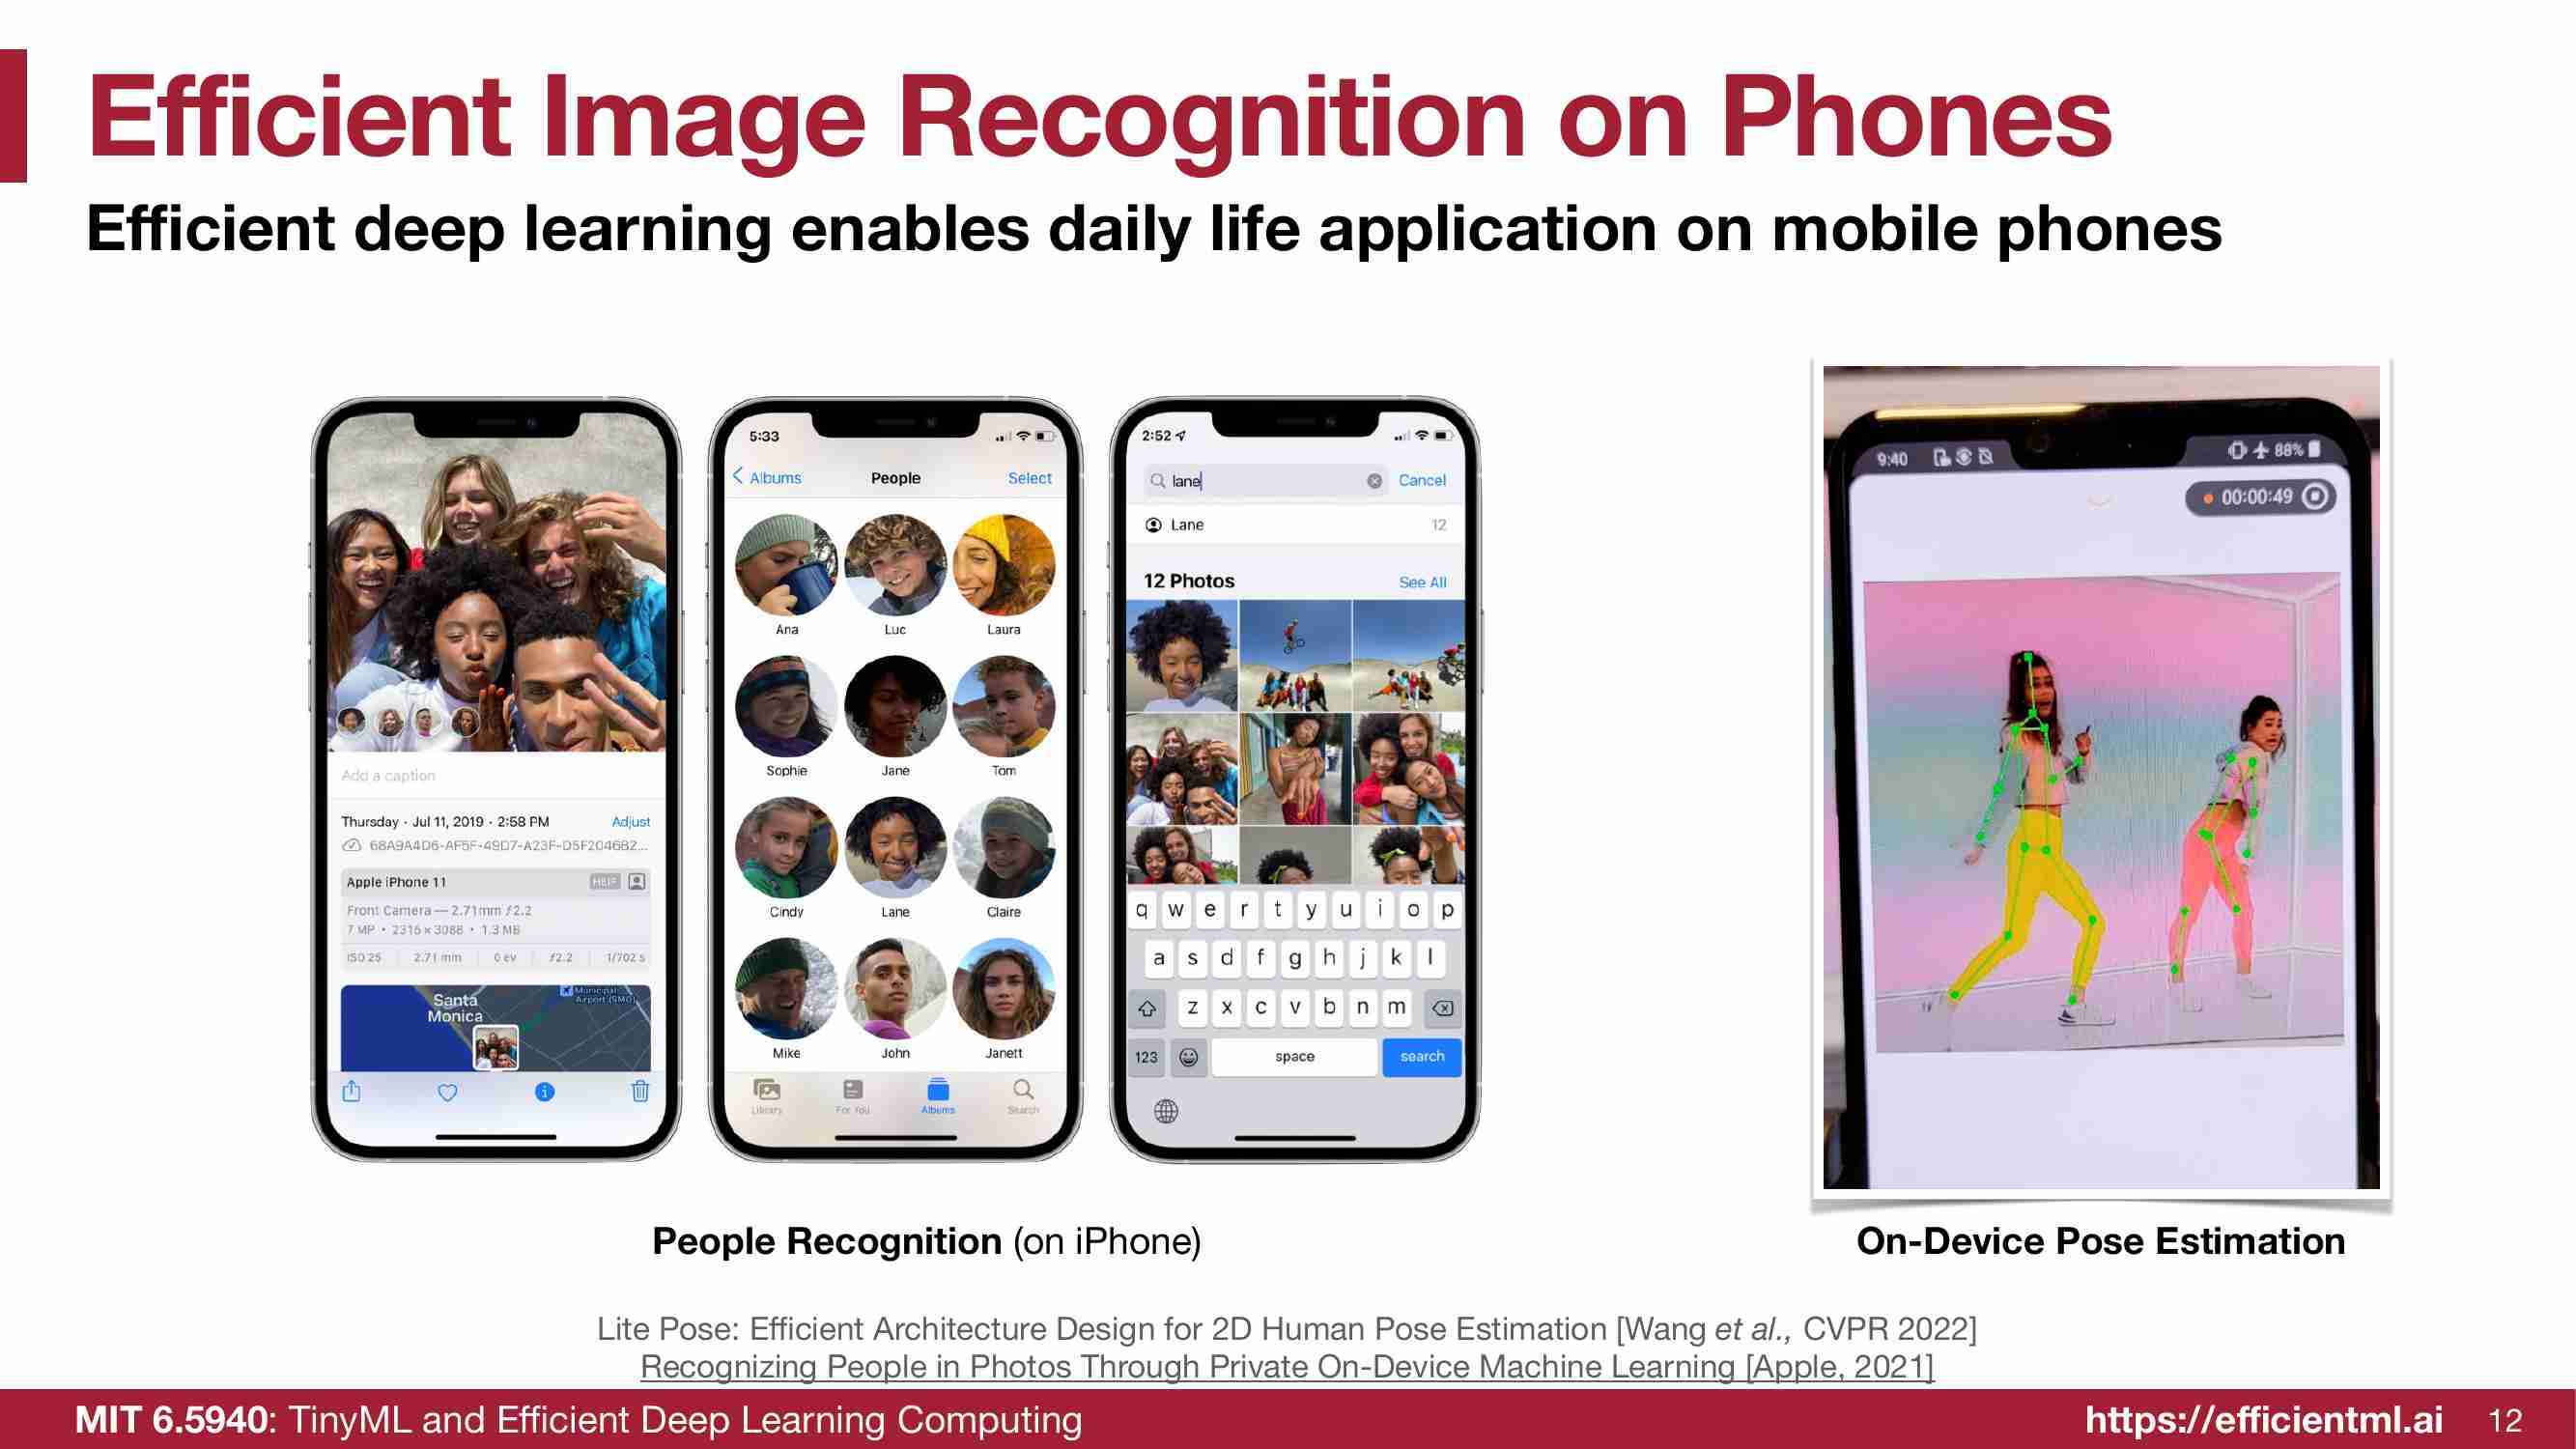 Efficient Image Recognition on Phones
Efficient deep learning enables daily life application on mobile phones
Add a caption
Thursday · Jul 11, 2019 · 2:58 PM
Adjust
68A9A4D6-AF5F-49D7-A23F-D5F2046B2...
Apple iPhone 11
HEIF
Front Camera — 2.71mm ƒ2.2
7 MP • 2316 × 3088 • 1.3 MB
ISO 25
2.71 mm
0 ev
ƒ2.2
1/702 s
Santa
Monica
Municipal
Airport (SMO)
5:33
Albums
People
Select
Ana
Luc
Laura
Sophie
Jane
Tom
Cindy
Lane
Claire
Mike
John
Janett
Library
For You
Albums
Search
2:52
lane
Cancel
Lane
12
12 Photos
See All
q w e r t y u i o p
a s d f g h j k l
z x c v b n m
123
space
search
9:40
88%
00:00:49
People Recognition (on iPhone)
On-Device Pose Estimation
Lite Pose: Efficient Architecture Design for 2D Human Pose Estimation [Wang et al., CVPR 2022]
Recognizing People in Photos Through Private On-Device Machine Learning [Apple, 2021]
MIT 6.5940: TinyML and Efficient Deep Learning Computing
https://efficientml.ai
12